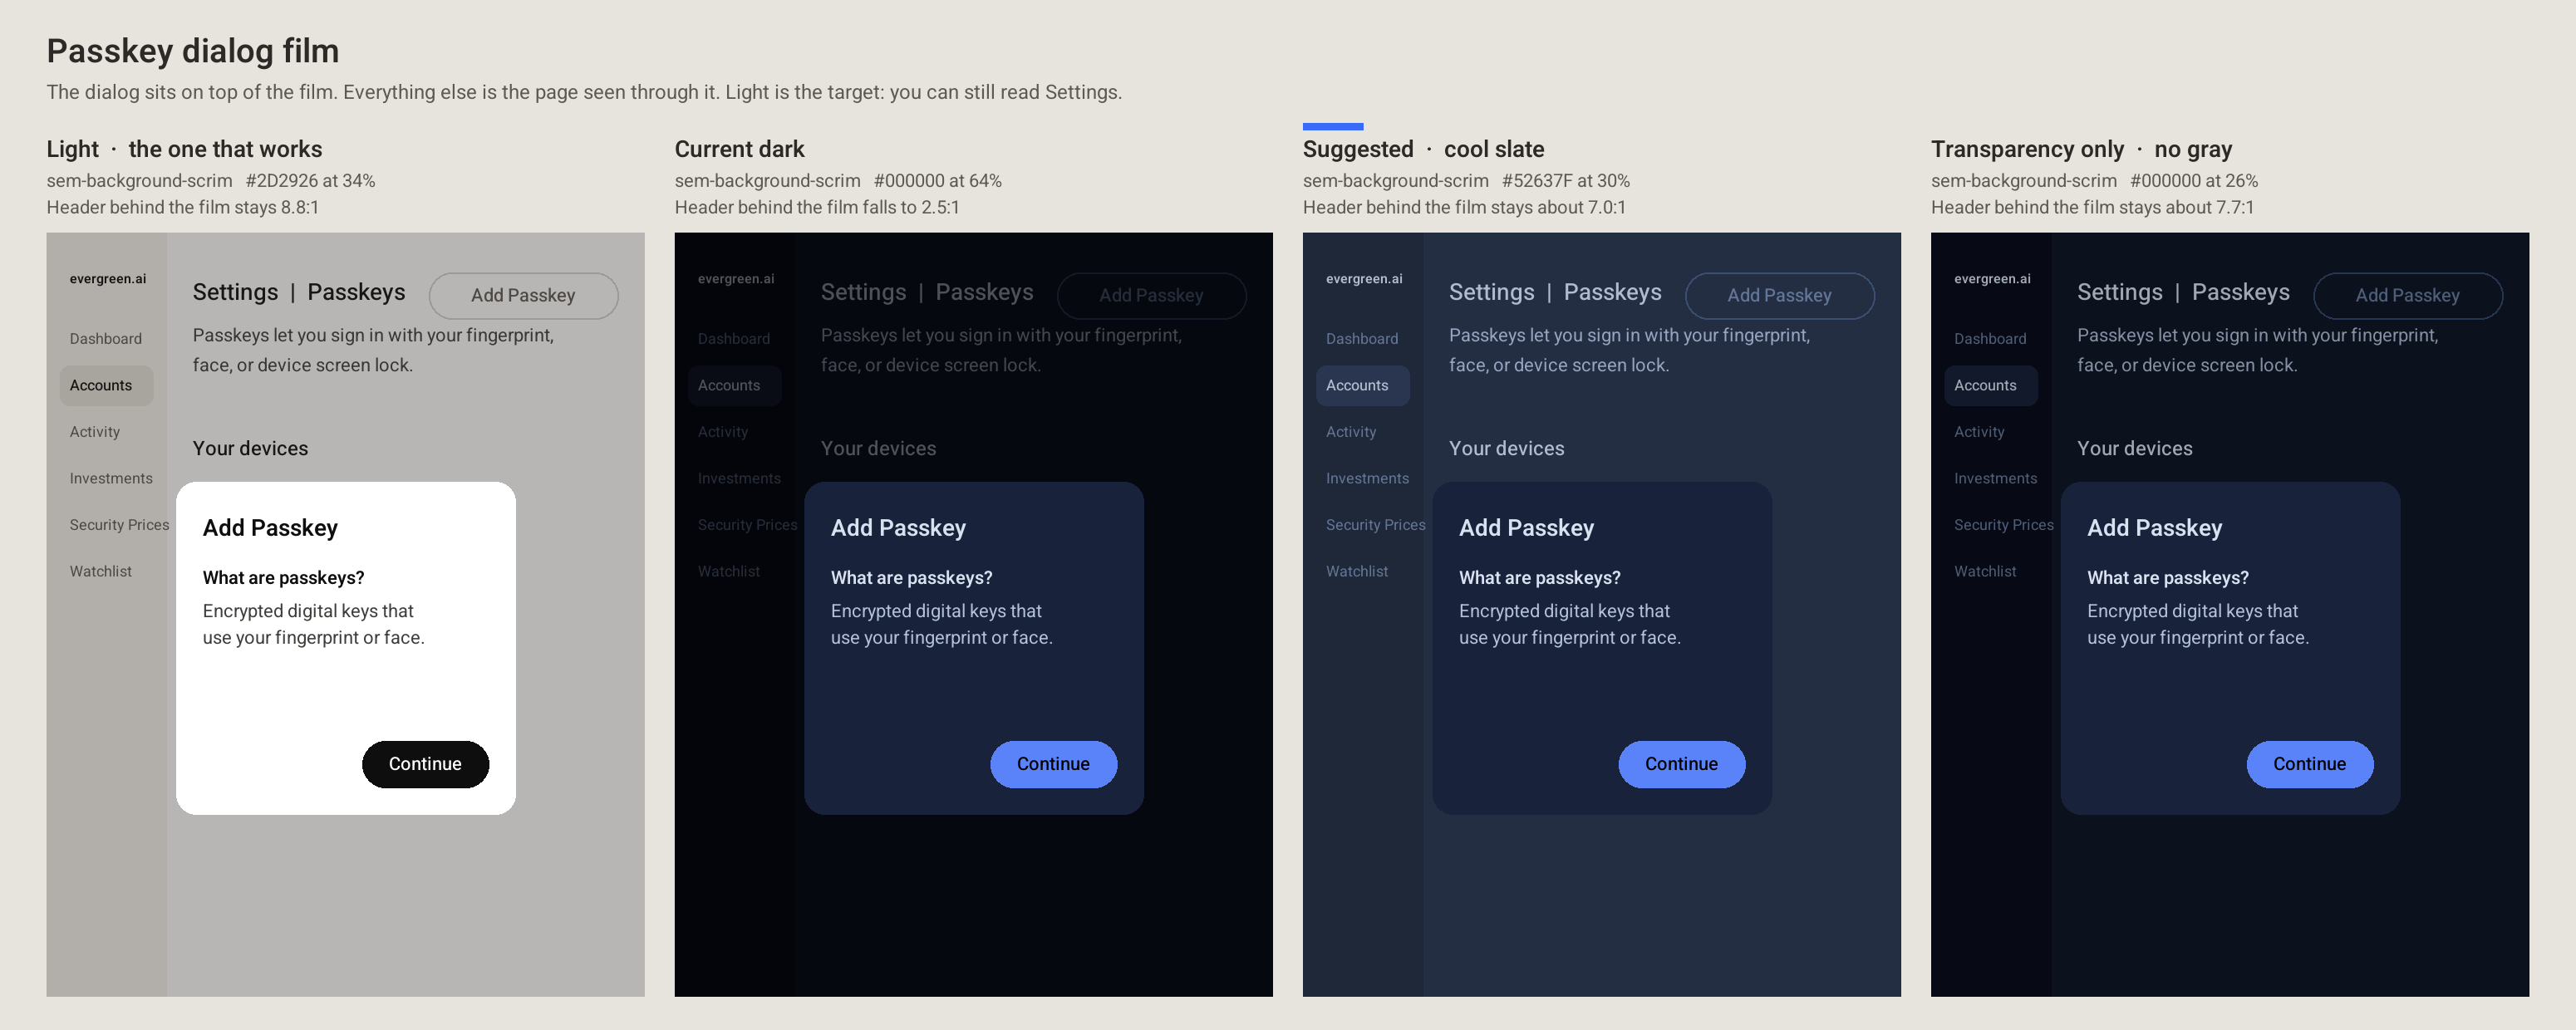 Passkey dialog film
The dialog sits on top of the film. Everything else is the page seen through it. Light is the target: you can still read Settings.
Light · the one that works
sem-background-scrim #2D2926 at 34%
Header behind the film stays 8.8:1
evergreen.ai
Dashboard
Accounts
Activity
Investments
Security Prices
Watchlist
Settings | Passkeys
Add Passkey
Passkeys let you sign in with your fingerprint,
face, or device screen lock.
Your devices
Add Passkey
What are passkeys?
Encrypted digital keys that
use your fingerprint or face.
Continue
Current dark
sem-background-scrim #000000 at 64%
Header behind the film falls to 2.5:1
evergreen.ai
Dashboard
Accounts
Activity
Investments
Security Prices
Watchlist
Settings | Passkeys
Add Passkey
Passkeys let you sign in with your fingerprint,
face, or device screen lock.
Your devices
Add Passkey
What are passkeys?
Encrypted digital keys that
use your fingerprint or face.
Continue
Suggested · cool slate
sem-background-scrim #52637F at 30%
Header behind the film stays about 7.0:1
evergreen.ai
Dashboard
Accounts
Activity
Investments
Security Prices
Watchlist
Settings | Passkeys
Add Passkey
Passkeys let you sign in with your fingerprint,
face, or device screen lock.
Your devices
Add Passkey
What are passkeys?
Encrypted digital keys that
use your fingerprint or face.
Continue
Transparency only · no gray
sem-background-scrim #000000 at 26%
Header behind the film stays about 7.7:1
evergreen.ai
Dashboard
Accounts
Activity
Investments
Security Prices
Watchlist
Settings | Passkeys
Add Passkey
Passkeys let you sign in with your fingerprint,
face, or device screen lock.
Your devices
Add Passkey
What are passkeys?
Encrypted digital keys that
use your fingerprint or face.
Continue